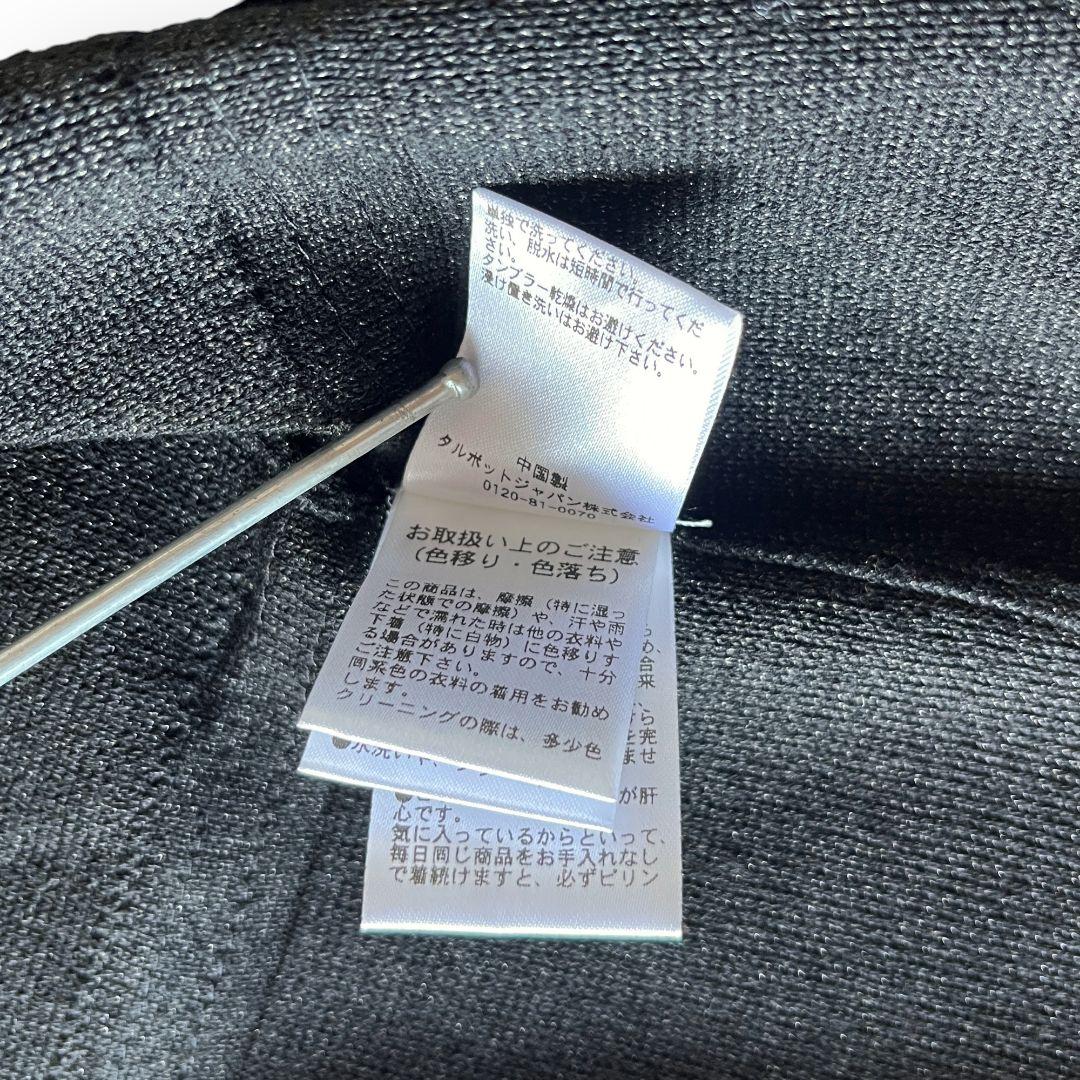 単独で洗ってください。
洗い、脱水は短時間で行ってくだ
さい。
タンブラー乾燥はお避けください。
漬け置き洗いはお避け下さい。
中国製
タルボットジャパン株式会社
0120-81-0070
お取扱い上のご注意
(色移り・色落ち)
この商品は、摩擦(特に湿っ
た状態での摩擦)や、汗や雨
などで濡れた時は他の衣料や
下着(特に白物)に色移りす
る場合がありますので、十分
ご注意下さい。
同系色の衣料の着用をお勧め
します。
クリーニングの際は、多少色
●水洗い
が肝
心です。
気に入っているからといって、
毎日同じ商品をお手入れなし
で着続けますと、必ずピリン